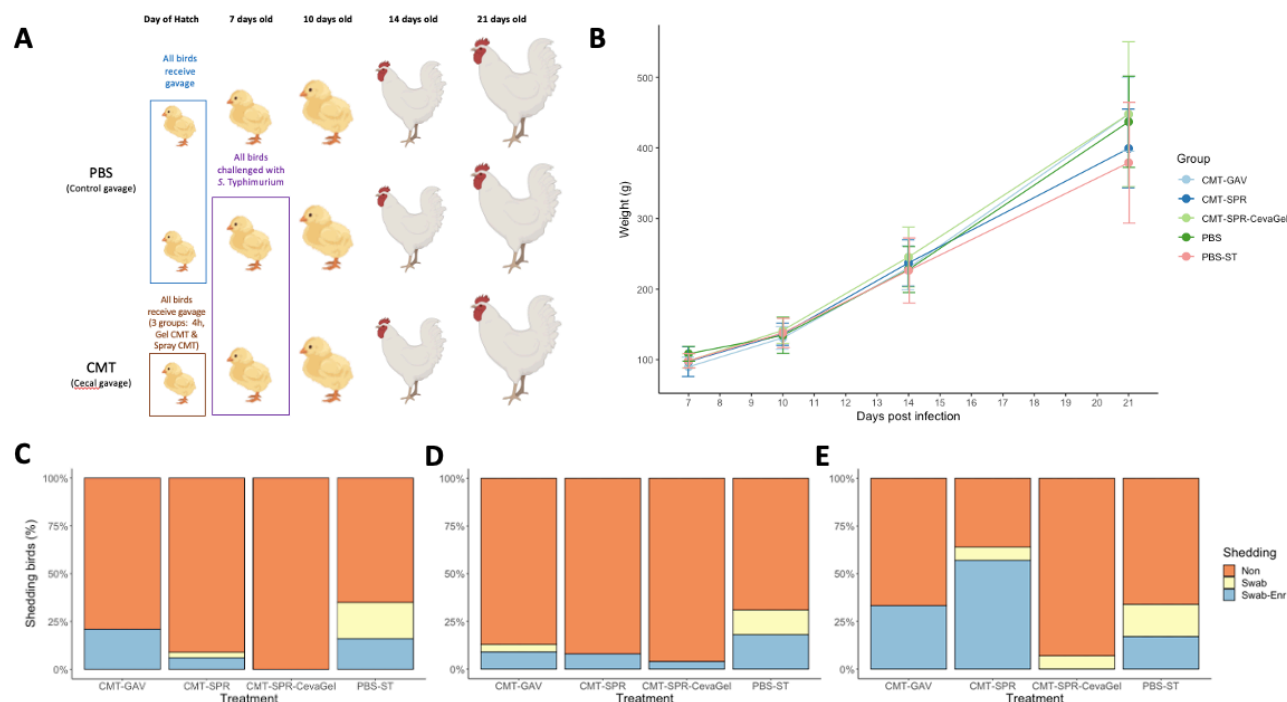 A
Day of Hatch 7 days old 10 days old 14 days old 21 days old
All birds
receive
gavage
PBS
(Control gavage)
All birds
challenged with
S. Typhimurium
All birds
receive gavage
(3 groups: 4h,
Gel CMT &
Spray CMT)
CMT
(Cecal gavage)
B
Weight (g)
500
400
300
200
100
7 8 9 10 11 12 13 14 15 16 17 18 19 20 21
Days post infection
Group
CMT-GAV
CMT-SPR
CMT-SPR-CevaGel
PBS
PBS-ST
C
Shedding birds (%)
100%
75%
50%
25%
0%
CMT-GAV CMT-SPR CMT-SPR-CevaGel PBS-ST
Treatment
D
100%
75%
50%
25%
0%
CMT-GAV CMT-SPR CMT-SPR-CevaGel PBS-ST
Treatment
E
100%
75%
50%
25%
0%
CMT-GAV CMT-SPR CMT-SPR-CevaGel PBS-ST
Treatment
Shedding
Non
Swab
Swab-Enr